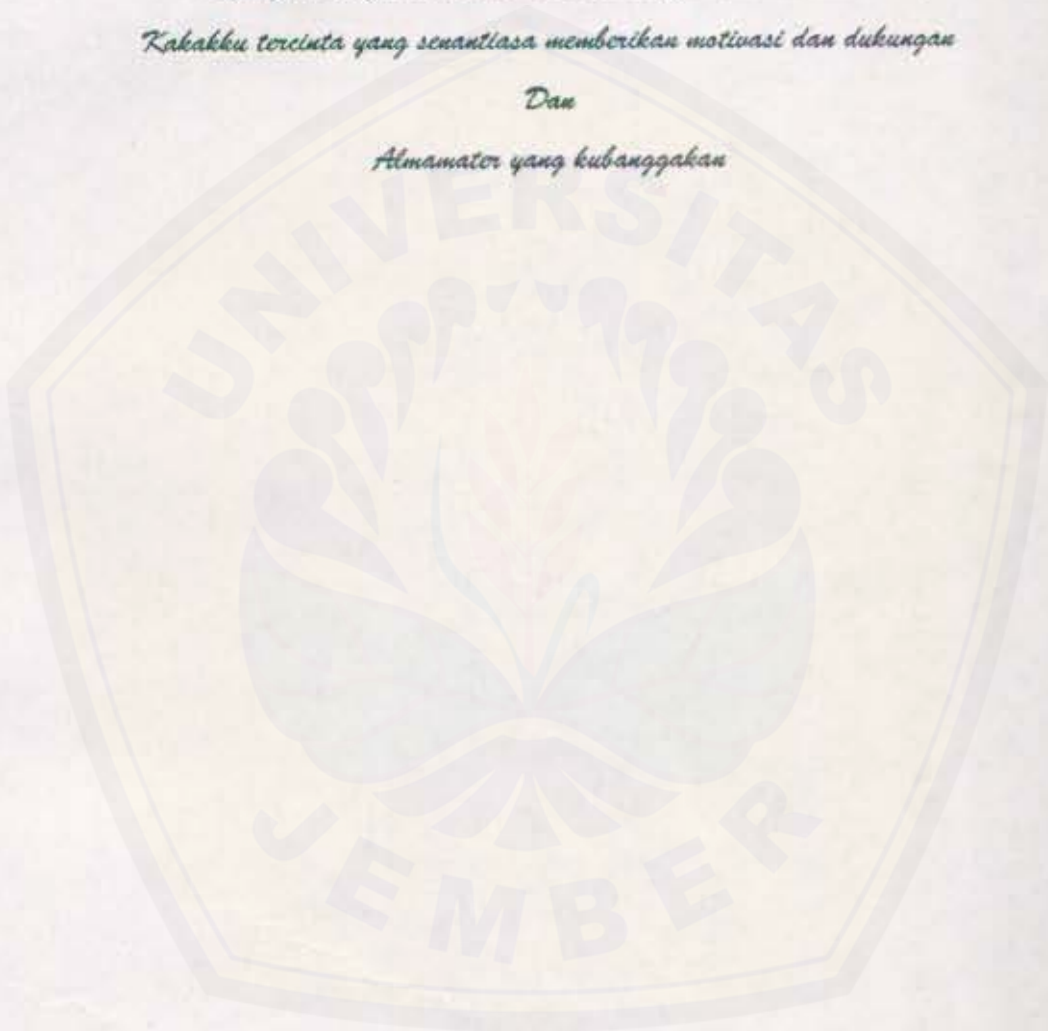 Kakakku tercinta yang senantiasa memberikan motivasi dan dukungan
Dan
Almamater yang kubanggakan
UNIVERSITAS
JEMBER